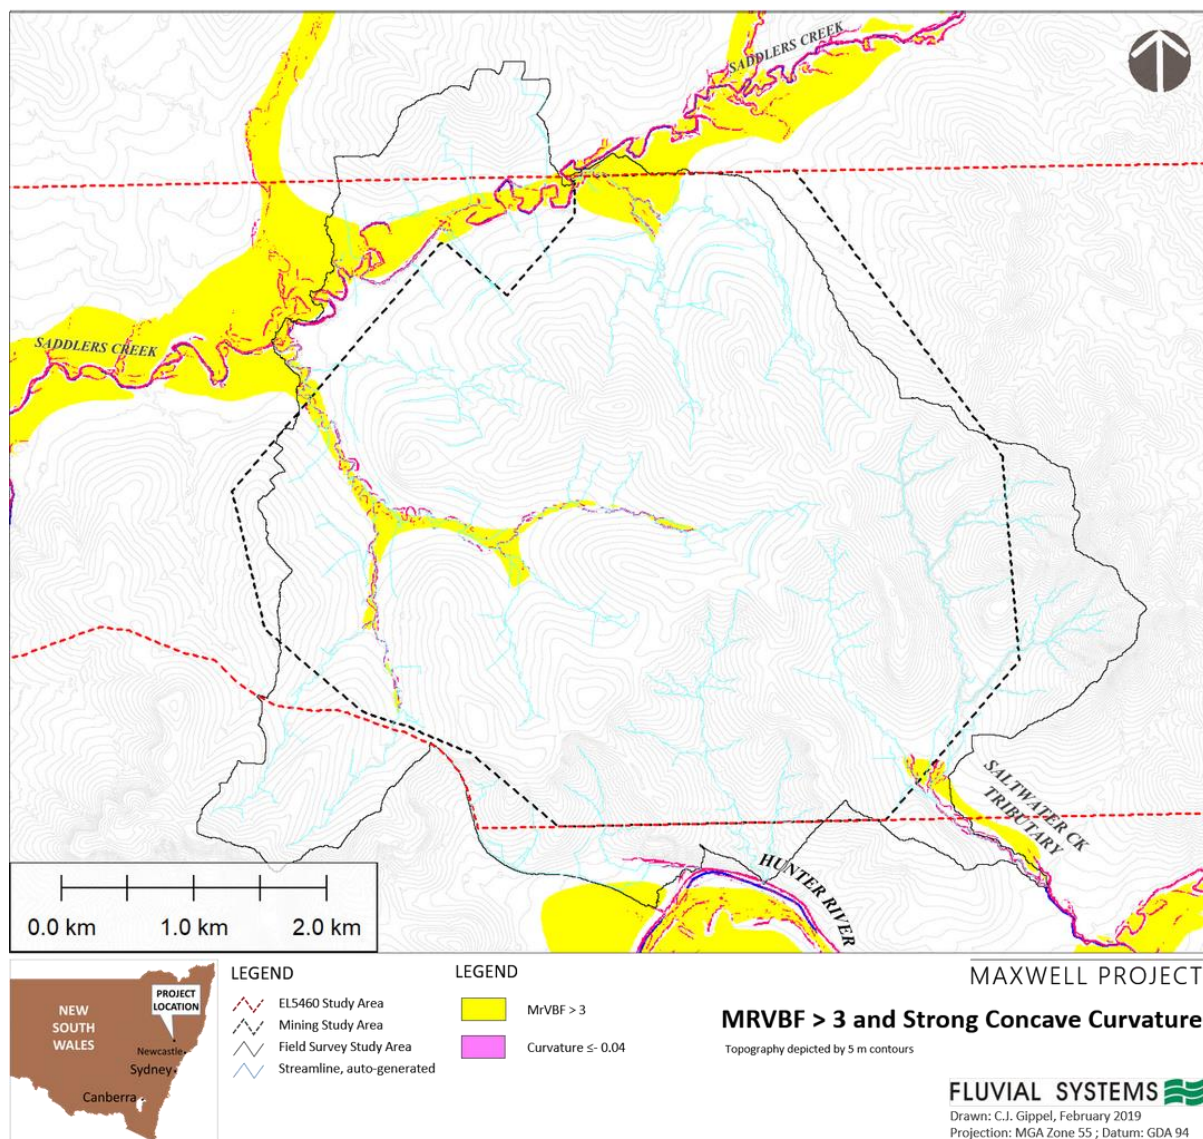 SADDLERS CREEK
SADDLERS CREEK
SALTWATER CK
TRIBUTARY
HUNTER RIVER
0.0 km 1.0 km 2.0 km
NEW
SOUTH
WALES
PROJECT
LOCATION
Newcastle
Sydney
Canberra
LEGEND
EL5460 Study Area
Mining Study Area
Field Survey Study Area
Streamline, auto-generated
LEGEND
MrVBF > 3
Curvature ≤- 0.04
MAXWELL PROJECT
MRVBF > 3 and Strong Concave Curvature
Topography depicted by 5 m contours
FLUVIAL SYSTEMS
Drawn: C.J. Gippel, February 2019
Projection: MGA Zone 55 ; Datum: GDA 94